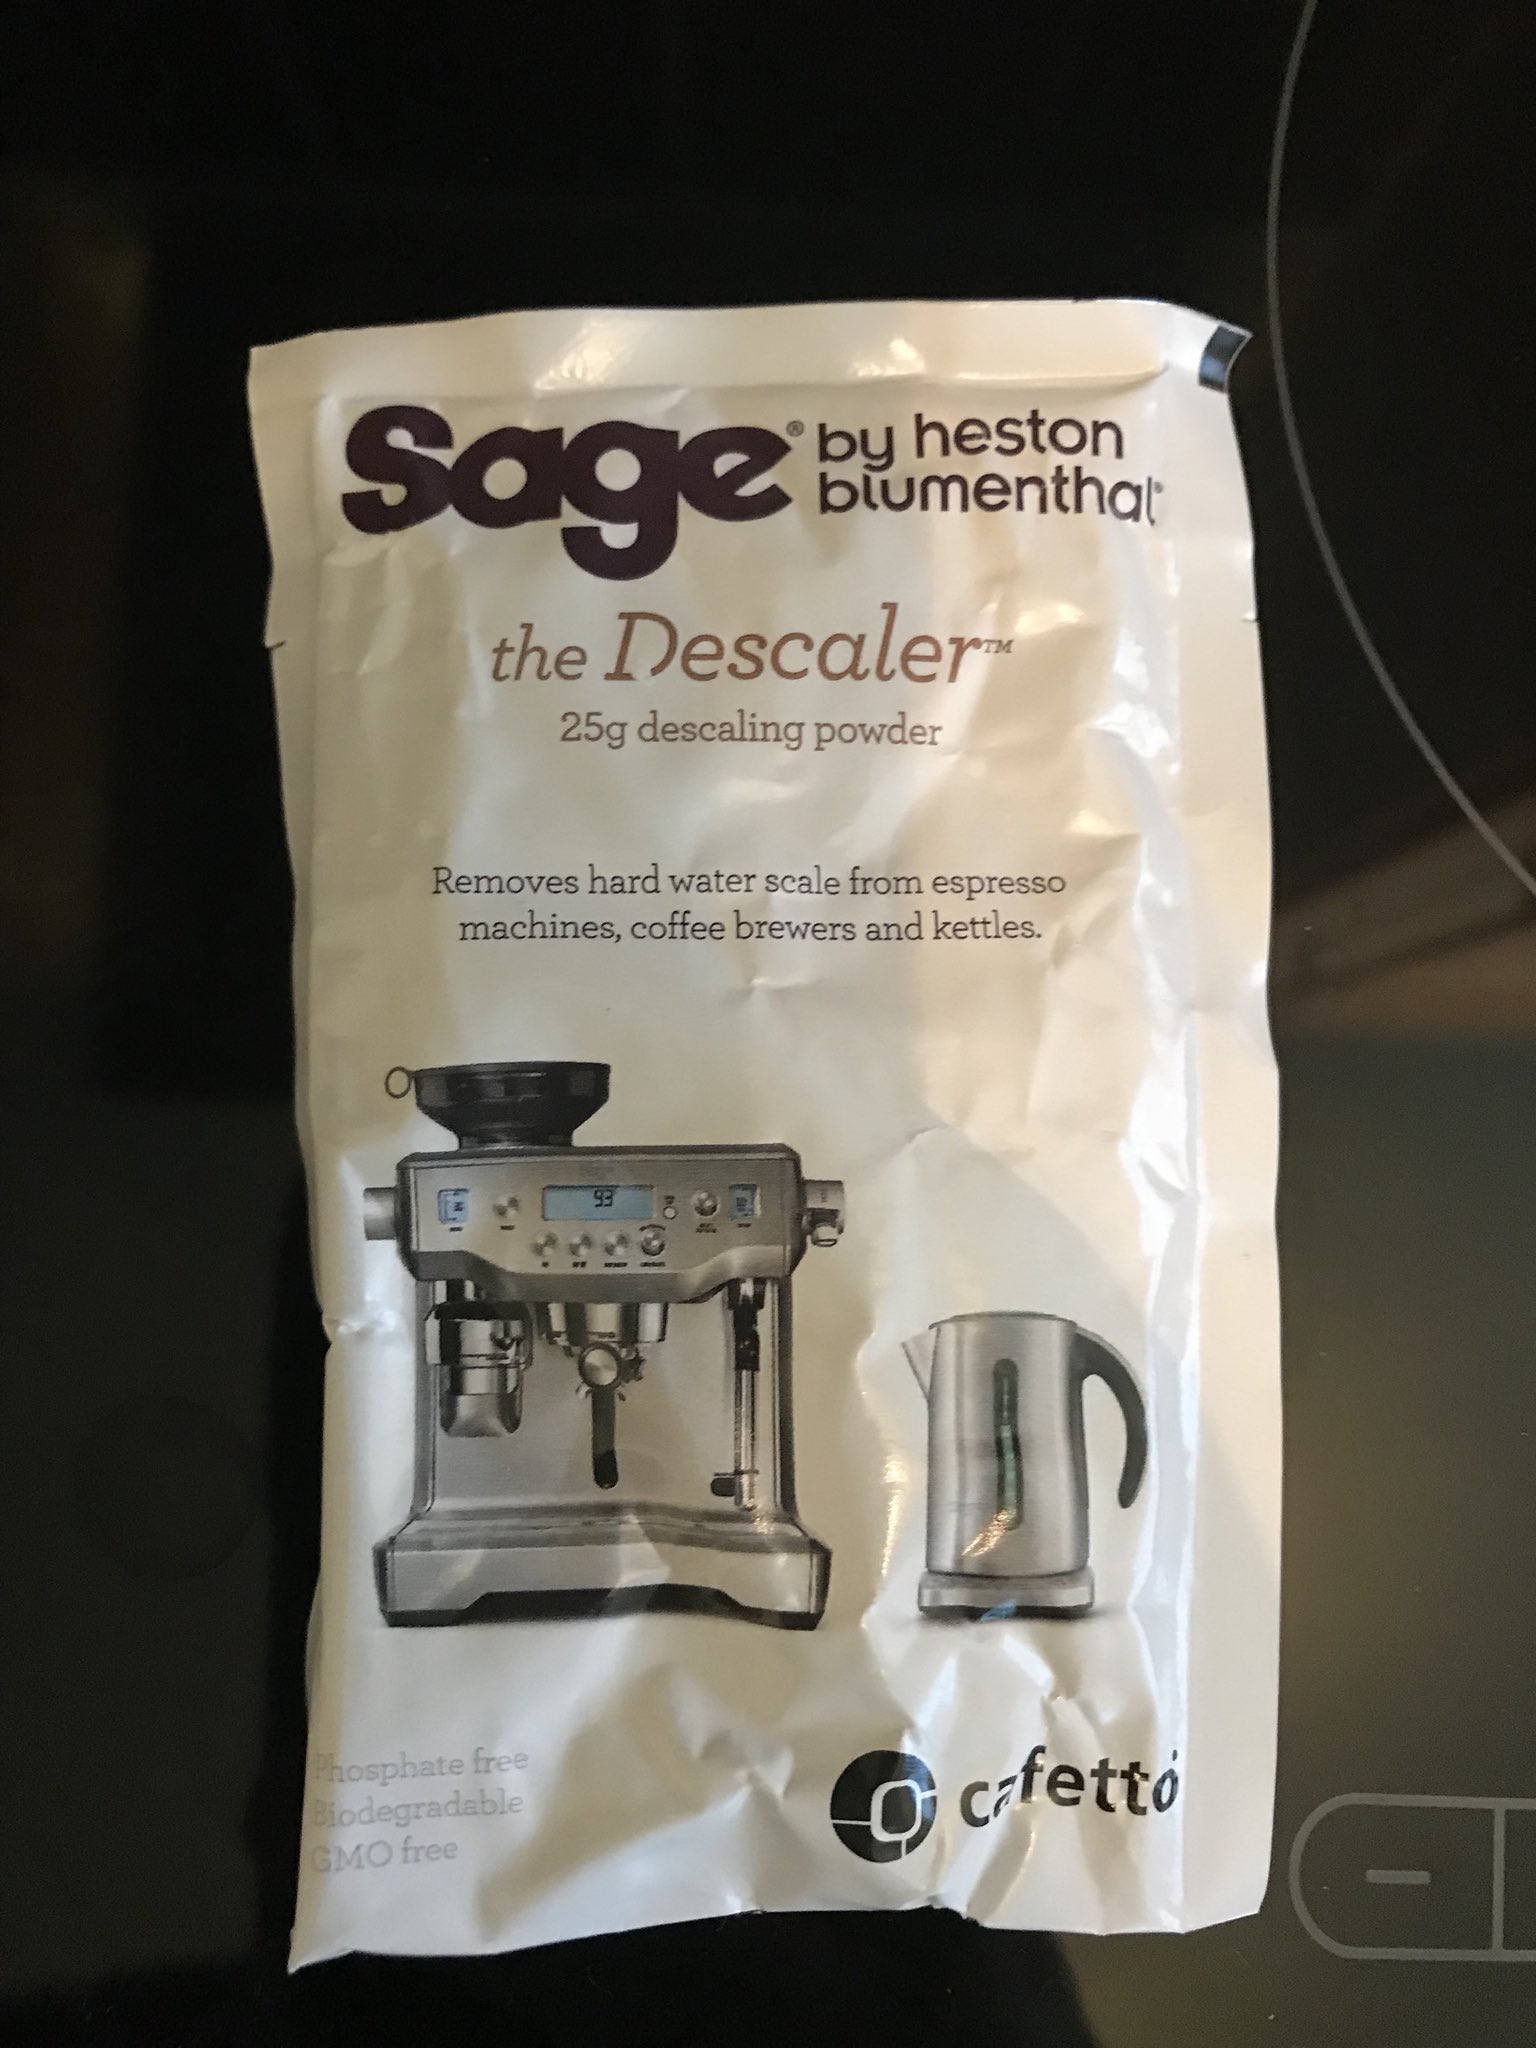 Sage® by heston
blumenthal®
the Descaler™
25g descaling powder
Removes hard water scale from espresso
machines, coffee brewers and kettles.
93°
Phosphate free
Biodegradable
GMO free
cafetto